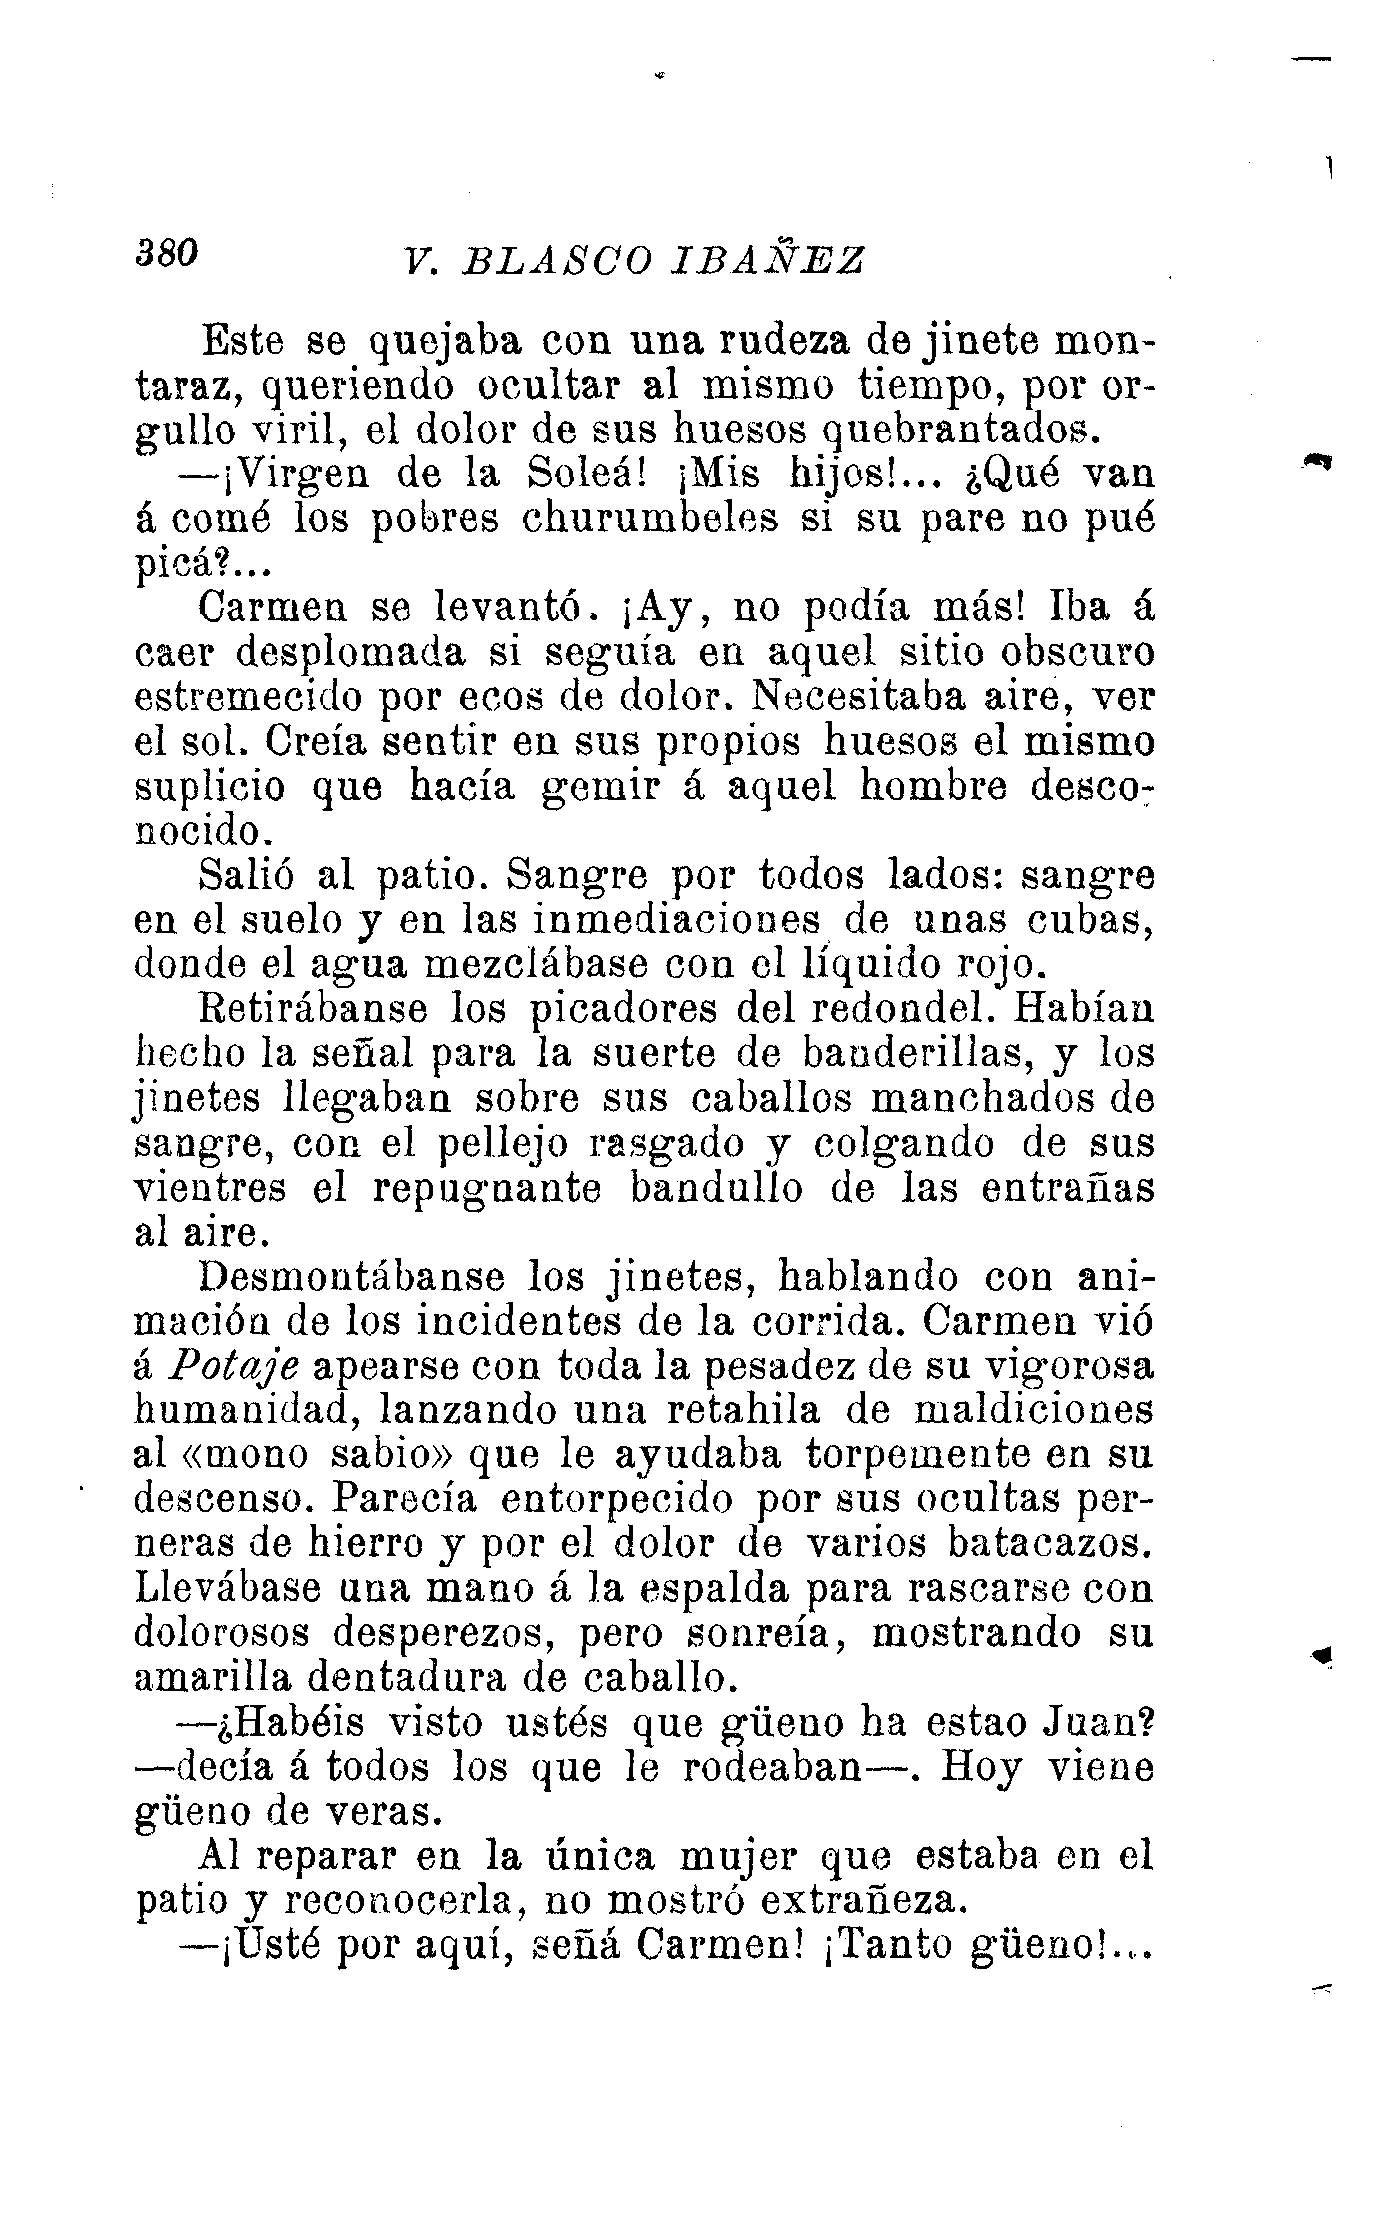 380 V. BLASCO IBAÑEZ
Este se quejaba con una rudeza de jinete mon-
taraz, queriendo ocultar al mismo tiempo, por or-
gullo viril, el dolor de sus huesos quebrantados.
—¡Virgen de la Soleá! ¡Mis hijos!... ¿Qué van
á comé los pobres churumbeles si su pare no pué
picá?...
Carmen se levantó. ¡Ay, no podía más! Iba á
caer desplomada si seguía en aquel sitio obscuro
estremecido por ecos de dolor. Necesitaba aire, ver
el sol. Creía sentir en sus propios huesos el mismo
suplicio que hacía gemir á aquel hombre desco-
nocido.
Salió al patio. Sangre por todos lados: sangre
en el suelo y en las inmediaciones de unas cubas,
donde el agua mezclábase con el líquido rojo.
Retirábanse los picadores del redondel. Habían
hecho la señal para la suerte de banderillas, y los
jinetes llegaban sobre sus caballos manchados de
sangre, con el pellejo rasgado y colgando de sus
vientres el repugnante bandullo de las entrañas
al aire.
Desmontábanse los jinetes, hablando con ani-
mación de los incidentes de la corrida. Carmen vió
á Potaje apearse con toda la pesadez de su vigorosa
humanidad, lanzando una retahila de maldiciones
al «mono sabio» que le ayudaba torpemente en su
descenso. Parecía entorpecido por sus ocultas per-
neras de hierro y por el dolor de varios batacazos.
Llevábase una mano á la espalda para rascarse con
dolorosos desperezos, pero sonreía, mostrando su
amarilla dentadura de caballo.
—¿Habéis visto ustés que güeno ha estao Juan?
—decía á todos los que le rodeaban—. Hoy viene
güeno de veras.
Al reparar en la única mujer que estaba en el
patio y reconocerla, no mostró extrañeza.
—¡Usté por aquí, señá Carmen! ¡Tanto güeno!...